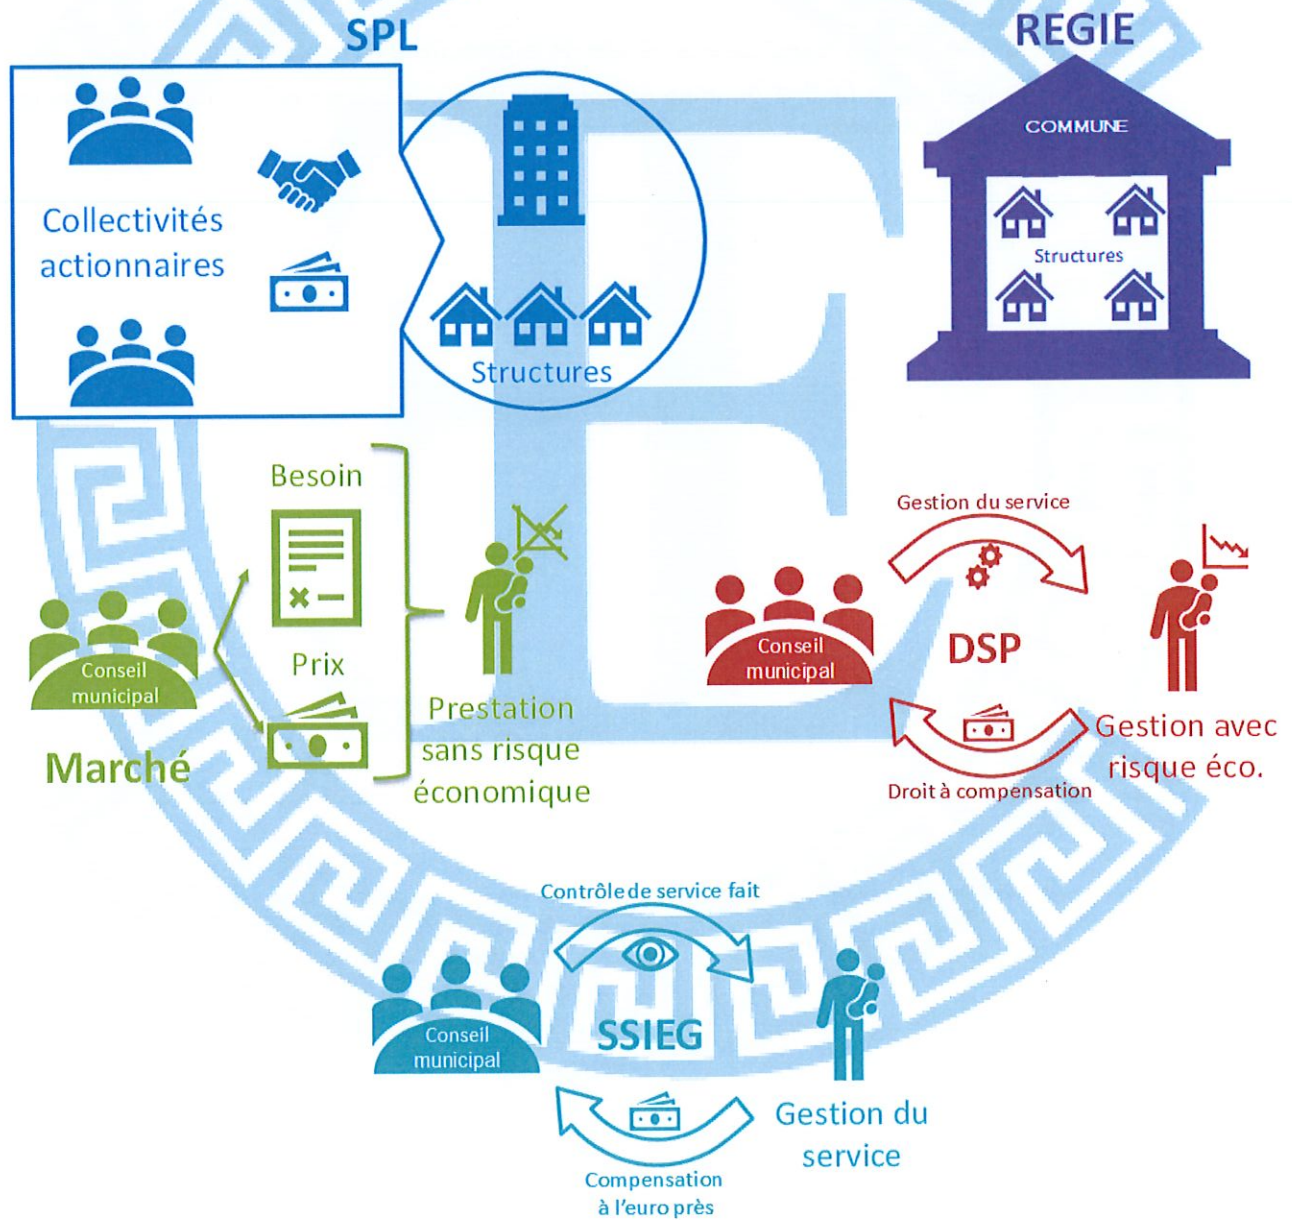 SPL
REGIE
COMMUNE
Structures
Collectivités
actionnaires
Structures
Besoin
Prix
Conseil
municipal
Marché
Prestation
sans risque
économique
Gestion du service
Conseil
municipal
DSP
Gestion avec
risque éco.
Droit à compensation
Contrôle de service fait
Conseil
municipal
SSIEG
Gestion du
service
Compensation
à l'euro près